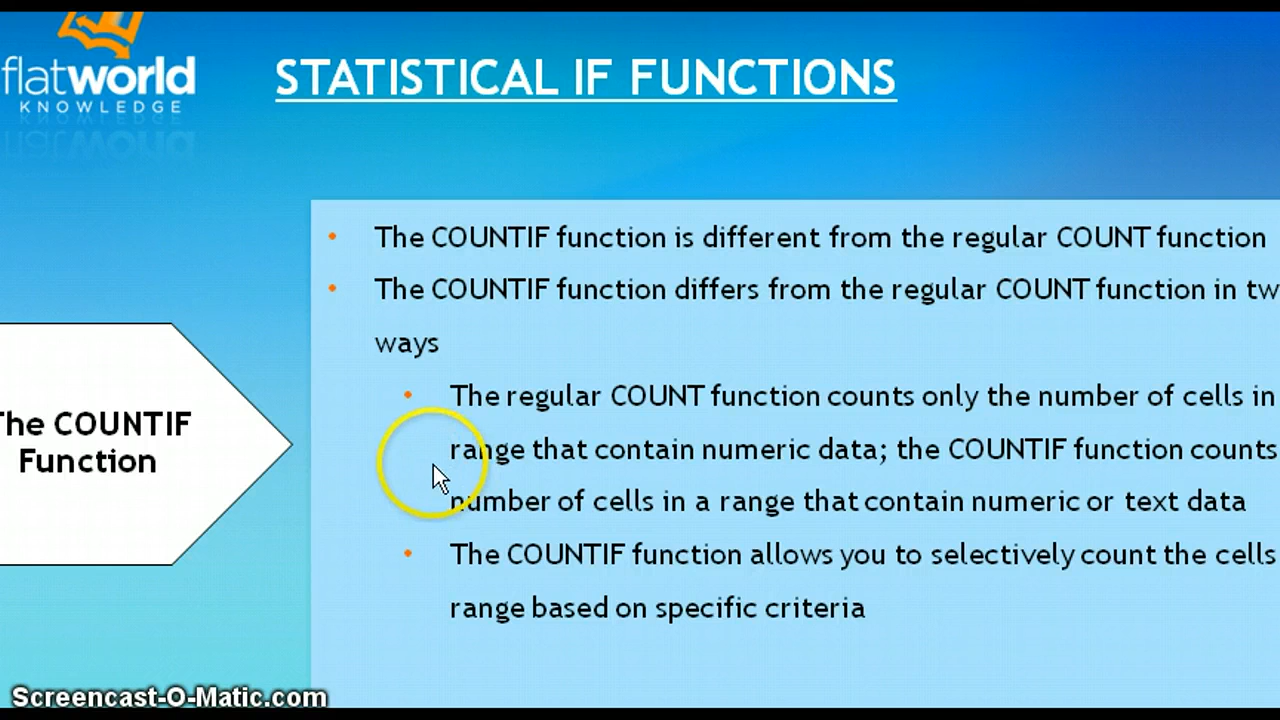 flatworld
KNOWLEDGE
STATISTICAL IF FUNCTIONS
• The COUNTIF function is different from the regular COUNT function
• The COUNTIF function differs from the regular COUNT function in tw
ways
• The regular COUNT function counts only the number of cells in
range that contain numeric data; the COUNTIF function counts
number of cells in a range that contain numeric or text data
• The COUNTIF function allows you to selectively count the cells
range based on specific criteria
The COUNTIF
Function
Screencast-O-Matic.com